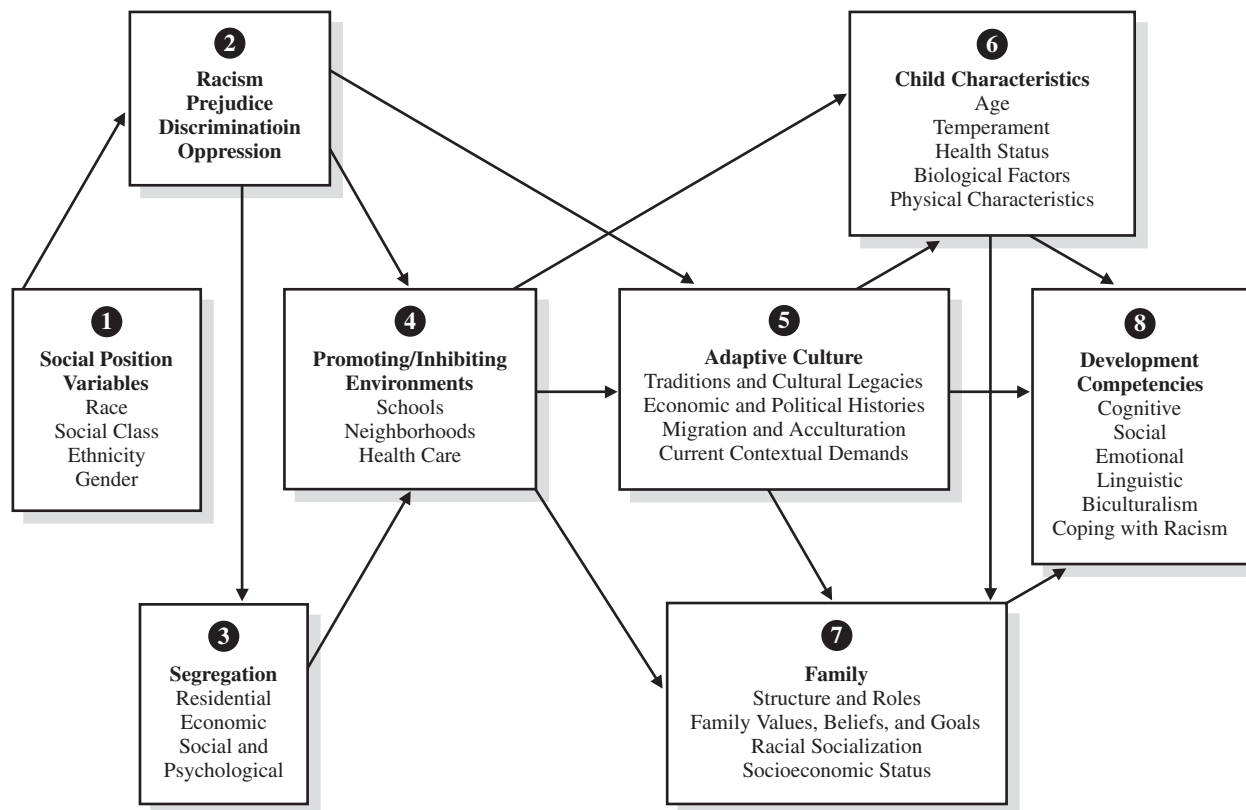 2
Racism
Prejudice
Discriminatioin
Oppression
6
Child Characteristics
Age
Temperament
Health Status
Biological Factors
Physical Characteristics
1
Social Position
Variables
Race
Social Class
Ethnicity
Gender
4
Promoting/Inhibiting
Environments
Schools
Neighborhoods
Health Care
5
Adaptive Culture
Traditions and Cultural Legacies
Economic and Political Histories
Migration and Acculturation
Current Contextual Demands
8
Development
Competencies
Cognitive
Social
Emotional
Linguistic
Biculturalism
Coping with Racism
3
Segregation
Residential
Economic
Social and
Psychological
7
Family
Structure and Roles
Family Values, Beliefs, and Goals
Racial Socialization
Socioeconomic Status